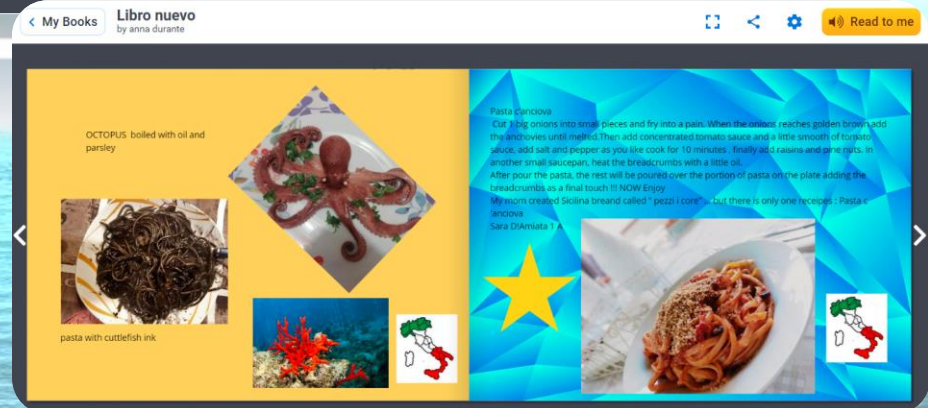 My Books
Libro nuevo
by anna durante
Read to me
OCTOPUS boiled with oil and
parsley
pasta with cuttlefish ink
Pasta c'anciova
Cut 1 big onions into small pieces and fry into a pain. When the onions reaches golden brown add
the anchovies until melted.Then add concentrated tomato sauce and a little smooth of tomato
sauce, add salt and pepper as you like cook for 10 minutes . finally add raisins and pine nuts. In
another small saucepan, heat the breadcrumbs with a little oil.
After pour the pasta, the rest will be poured over the portion of pasta on the plate adding the
breadcrumbs as a final touch !!! NOW Enjoy
My mom created Sicilina breand called " pezzi i core" ... but there is only one receipes : Pasta c
'anciova
Sara D'Amiata 1 A